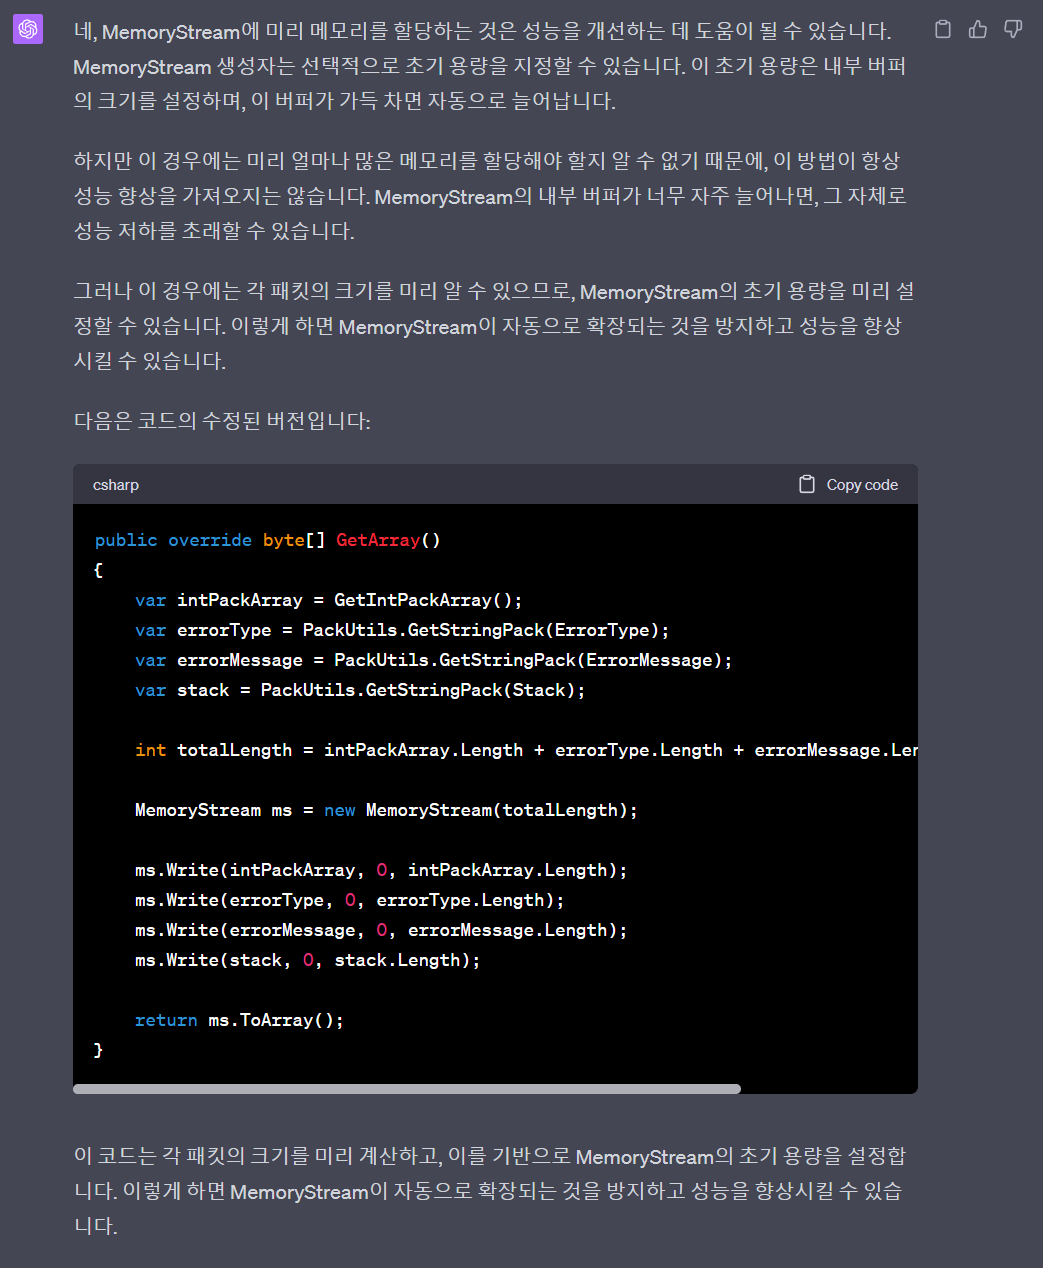 네, MemoryStream에 미리 메모리를 할당하는 것은 성능을 개선하는 데 도움이 될 수 있습니다.
MemoryStream 생성자는 선택적으로 초기 용량을 지정할 수 있습니다. 이 초기 용량은 내부 버퍼
의 크기를 설정하며, 이 버퍼가 가득 차면 자동으로 늘어납니다.
하지만 이 경우에는 미리 얼마나 많은 메모리를 할당해야 할지 알 수 없기 때문에, 이 방법이 항상
성능 향상을 가져오지는 않습니다. MemoryStream의 내부 버퍼가 너무 자주 늘어나면, 그 자체로
성능 저하를 초래할 수 있습니다.
그러나 이 경우에는 각 패킷의 크기를 미리 알 수 있으므로, MemoryStream의 초기 용량을 미리 설
정할 수 있습니다. 이렇게 하면 MemoryStream이 자동으로 확장되는 것을 방지하고 성능을 향상
시킬 수 있습니다.
다음은 코드의 수정된 버전입니다:
csharp Copy code
public override byte[] GetArray()
{
    var intPackArray = GetIntPackArray();
    var errorType = PackUtils.GetStringPack(ErrorType);
    var errorMessage = PackUtils.GetStringPack(ErrorMessage);
    var stack = PackUtils.GetStringPack(Stack);
    int totalLength = intPackArray.Length + errorType.Length + errorMessage.Ler
    MemoryStream ms = new MemoryStream(totalLength);
    ms.Write(intPackArray, 0, intPackArray.Length);
    ms.Write(errorType, 0, errorType.Length);
    ms.Write(errorMessage, 0, errorMessage.Length);
    ms.Write(stack, 0, stack.Length);
    return ms.ToArray();
}
이 코드는 각 패킷의 크기를 미리 계산하고, 이를 기반으로 MemoryStream의 초기 용량을 설정합
니다. 이렇게 하면 MemoryStream이 자동으로 확장되는 것을 방지하고 성능을 향상시킬 수 있습
니다.